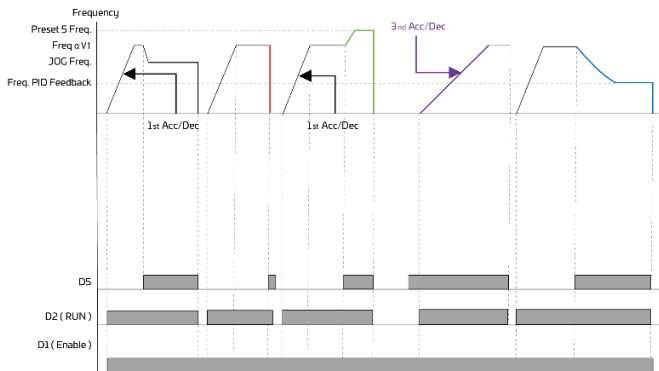 Frequency
Preset 5 Freq.
Freq α V1
JOG Freq.
Freq. PID Feedback
3nd Acc/Dec
1st Acc/Dec
1st Acc/Dec
D5
D2 ( RUN )
D1 ( Enable )